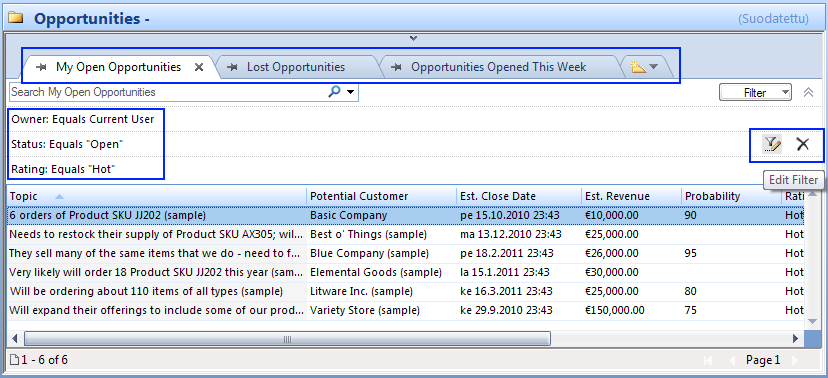 Opportunities - (Suodatettu)
My Open Opportunities Lost Opportunities Opportunities Opened This Week
Search My Open Opportunities Filter
Owner: Equals Current User
Status: Equals "Open"
Rating: Equals "Hot"
Edit Filter
Topic Potential Customer Est. Close Date Est. Revenue Probability Rati
6 orders of Product SKU JJ202 (sample) Basic Company pe 15.10.2010 23:43 €10,000.00 90 Hot
Needs to restock their supply of Product SKU AX305; wil... Best o' Things (sample) ma 13.12.2010 23:43 €25,000.00 Hot
They sell many of the same items that we do - need to f... Blue Company (sample) pe 18.2.2011 23:43 €26,000.00 95 Hot
Very likely will order 18 Product SKU JJ202 this year (sam... Elemental Goods (sample) la 15.1.2011 23:43 €30,000.00 Hot
Will be ordering about 110 items of all types (sample) Litware Inc. (sample) ke 16.3.2011 23:43 €25,000.00 80 Hot
Will expand their offerings to include some of our prod... Variety Store (sample) ke 29.9.2010 23:43 €150,000.00 75 Hot
1 - 6 of 6 Page 1